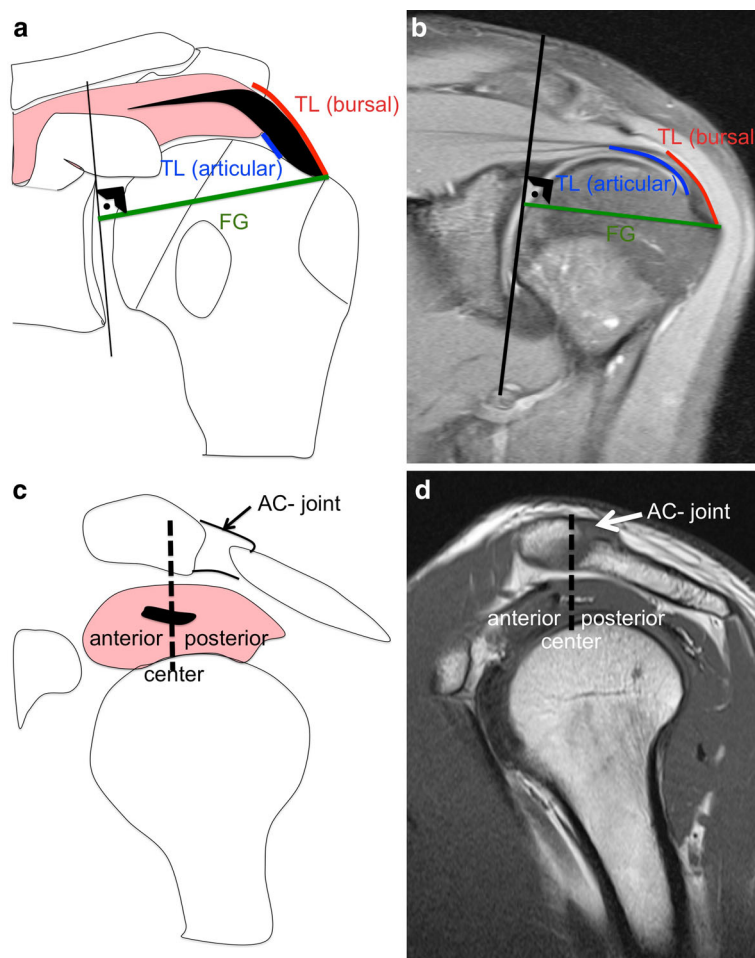 a
TL (bursal)
TL (articular)
FG
b
TL (bursal)
TL (articular)
FG
c
AC- joint
anterior posterior
center
d
AC- joint
anterior posterior
center